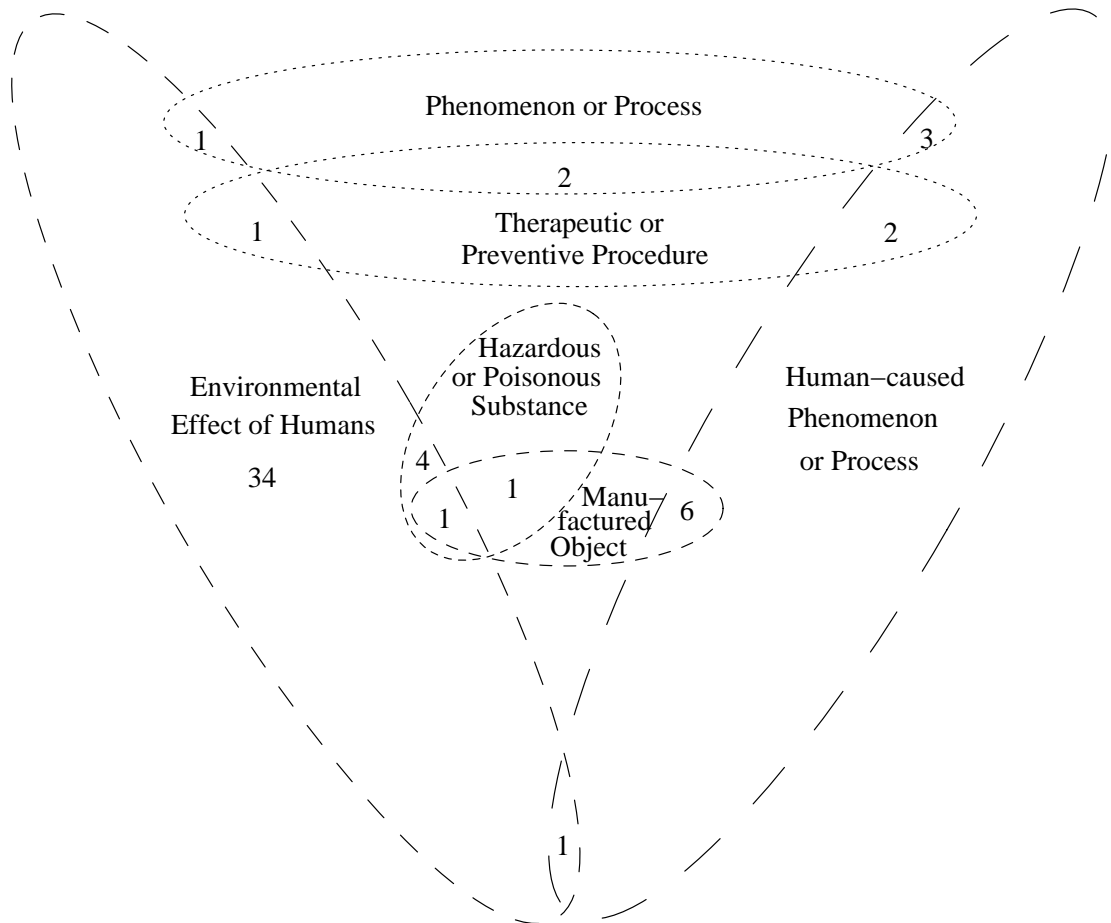 Phenomenon or Process
1
3
2
Therapeutic or
1
2
Preventive Procedure
Hazardous
or Poisonous
Substance
Environmental
Effect of Humans
34
Human−caused
Phenomenon
or Process
4
1
1
Manu−
factured
Object
6
1